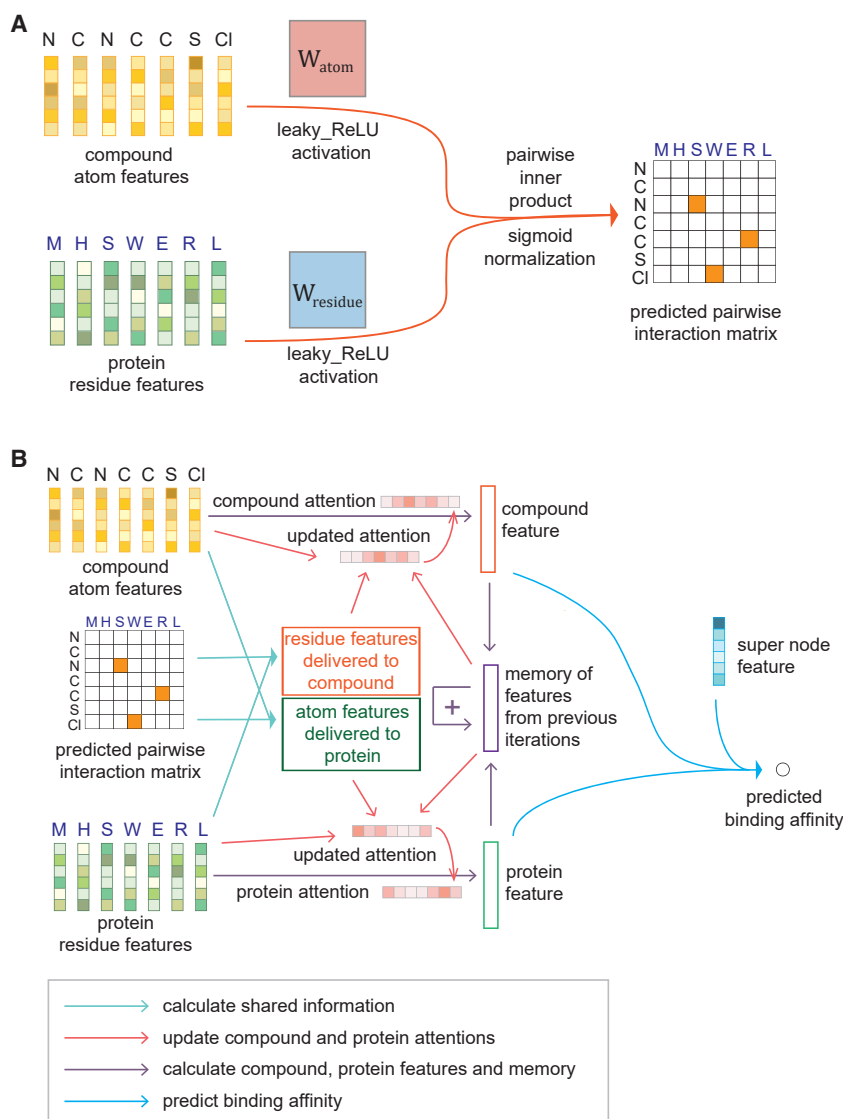 A
N C N C C S Cl
compound
atom features
W_atom
leaky_ReLU
activation
M H S W E R L
protein
residue features
W_residue
leaky_ReLU
activation
pairwise
inner
product
sigmoid
normalization
M H S W E R L
N
C
N
C
C
S
Cl
predicted pairwise
interaction matrix
B
N C N C C S Cl
compound
atom features
compound attention
updated attention
compound
feature
M H S W E R L
N
C
N
C
C
S
Cl
predicted pairwise
interaction matrix
residue features
delivered to
compound
atom features
delivered to
protein
+
memory of
features
from previous
iterations
super node
feature
predicted
binding affinity
M H S W E R L
protein
residue features
updated attention
protein attention
protein
feature
calculate shared information
update compound and protein attentions
calculate compound, protein features and memory
predict binding affinity